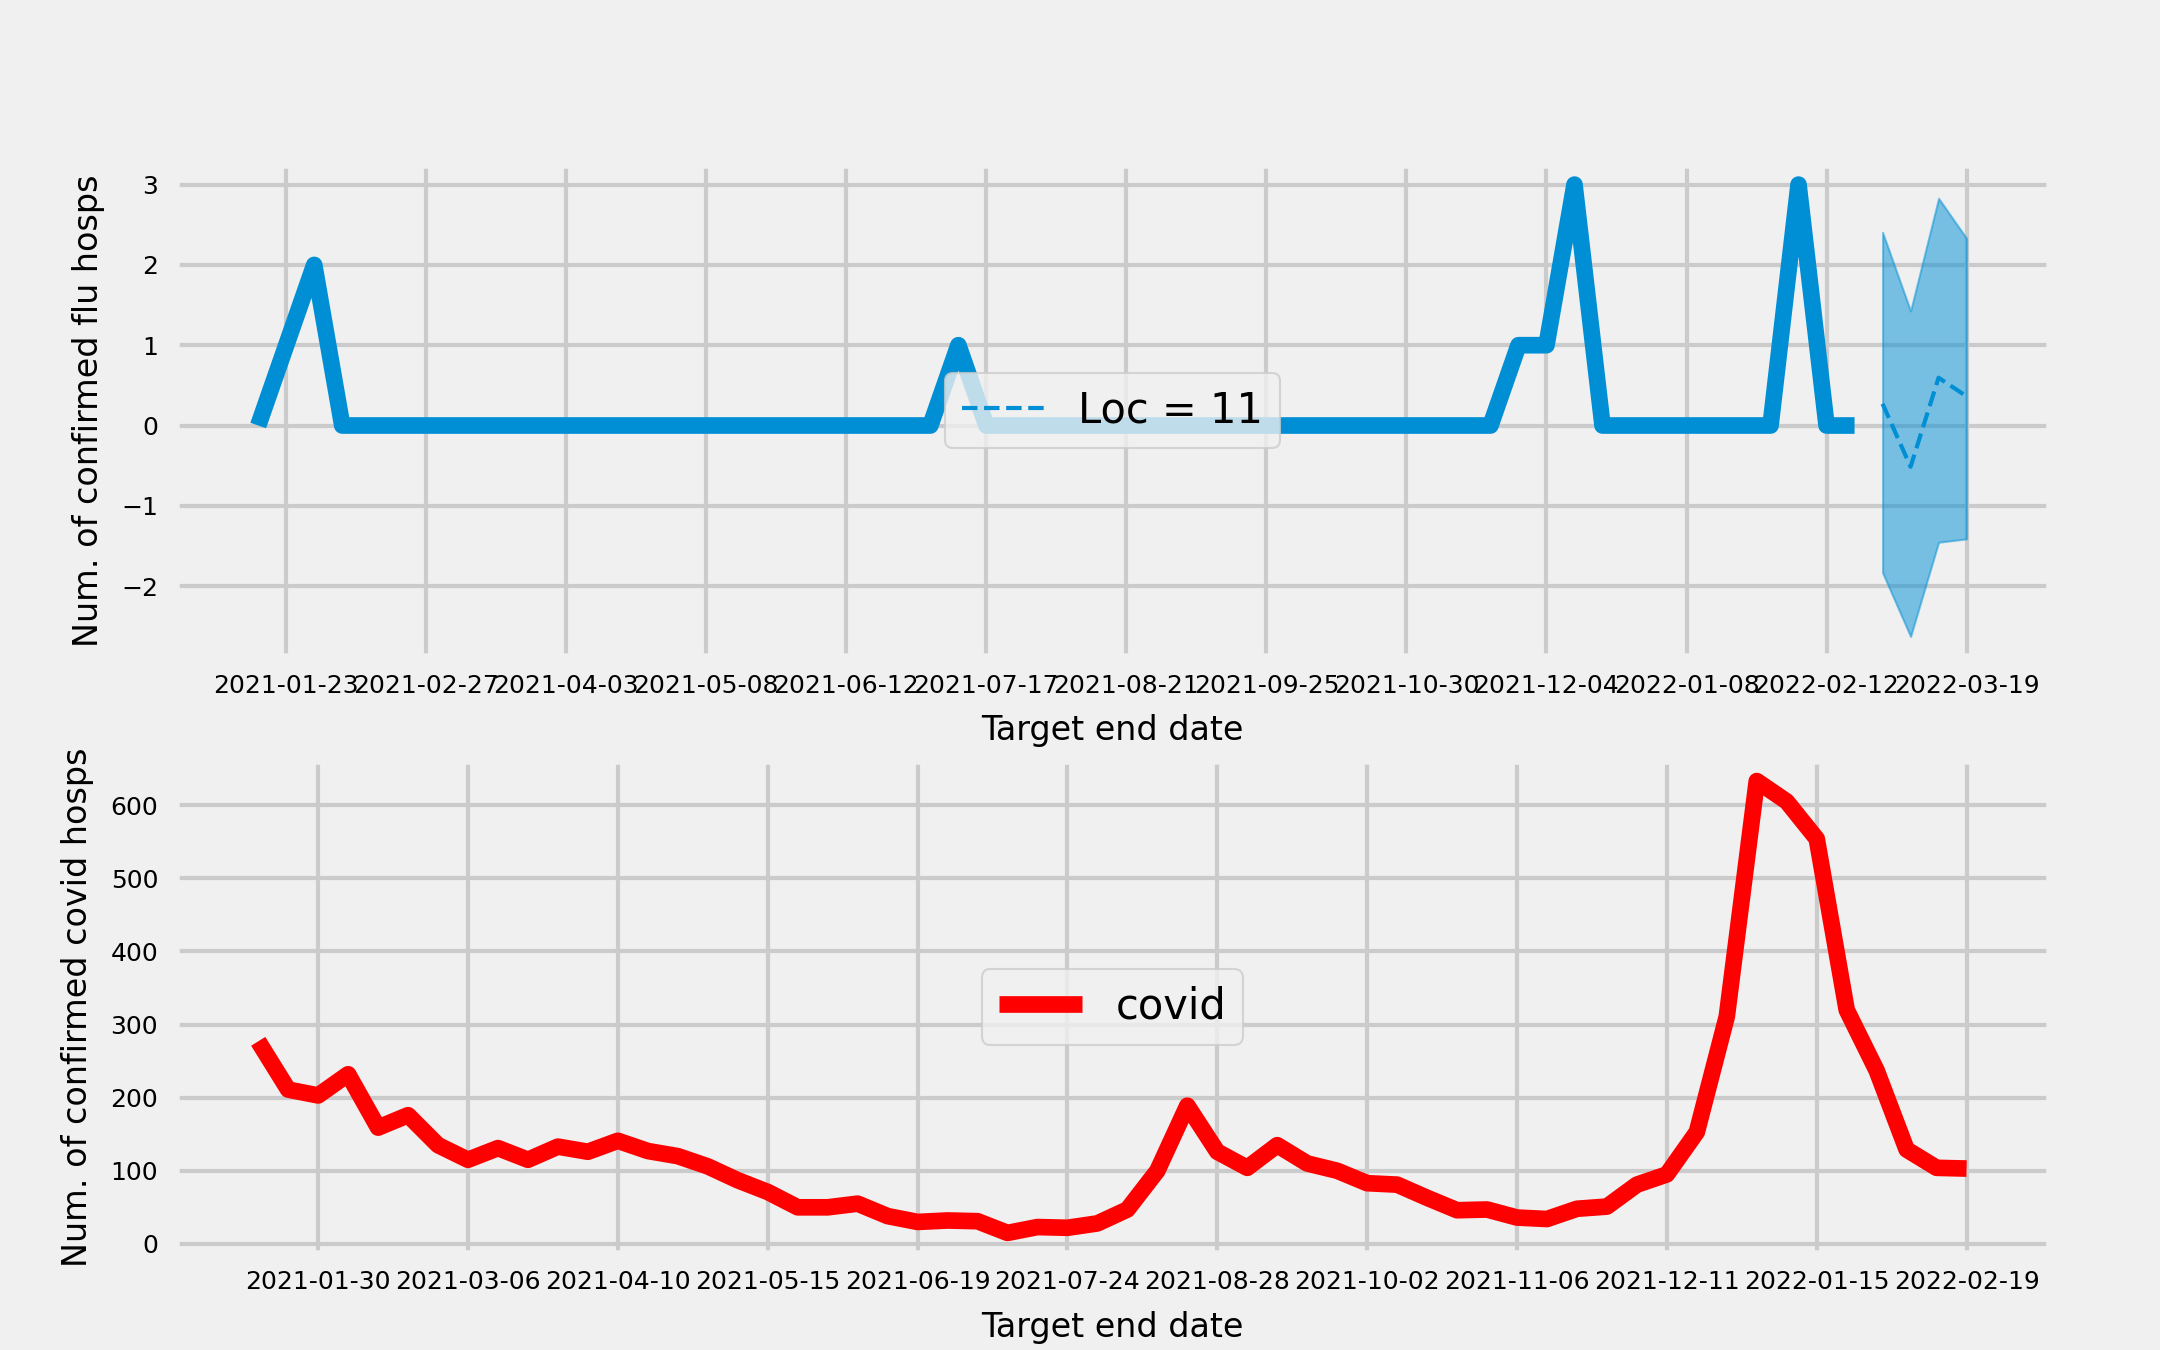 Num. of confirmed flu hosps
3
2
1
0
−1
−2
Loc = 11
2021-01-23 2021-02-27 2021-04-03 2021-05-08 2021-06-12 2021-07-17 2021-08-21 2021-09-25 2021-10-30 2021-12-04 2022-01-08 2022-02-12 2022-03-19
Target end date
Num. of confirmed covid hosps
600
500
400
300
200
100
0
covid
2021-01-30 2021-03-06 2021-04-10 2021-05-15 2021-06-19 2021-07-24 2021-08-28 2021-10-02 2021-11-06 2021-12-11 2022-01-15 2022-02-19
Target end date